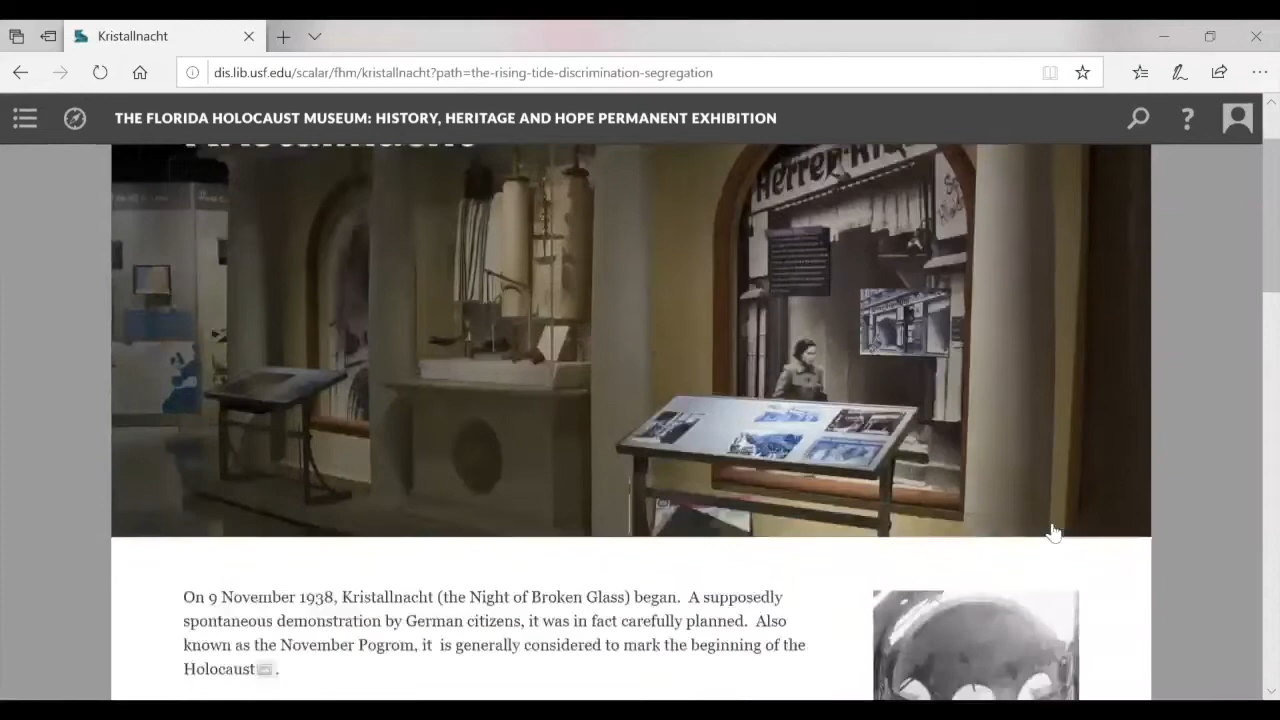 Kristallnacht
dis.lib.usf.edu/scalar/fhm/kristallnacht?path=the-rising-tide-discrimination-segregation
THE FLORIDA HOLOCAUST MUSEUM: HISTORY, HERITAGE AND HOPE PERMANENT EXHIBITION
Kristallnacht
On 9 November 1938, Kristallnacht (the Night of Broken Glass) began.  A supposedly
spontaneous demonstration by German citizens, it was in fact carefully planned.  Also
known as the November Pogrom, it  is generally considered to mark the beginning of the
Holocaust .